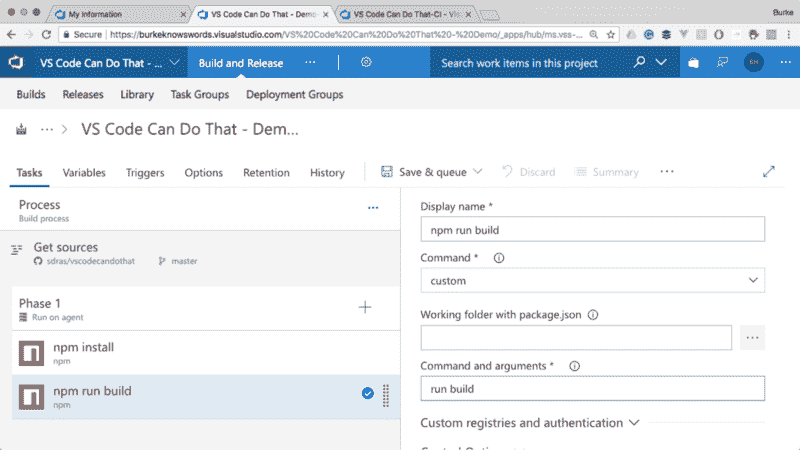 My Information
VS Code Can Do That - Demo-
VS Code Can Do That-CI - Visu
Burke
Secure
https://burkeknowswords.visualstudio.com/VS%20Code%20Can%20Do%20That%20-%20Demo/_apps/hub/ms.vss-
VS Code Can Do That - ...
Build and Release
...
Search work items in this project
BH
...
Builds
Releases
Library
Task Groups
Deployment Groups
... > VS Code Can Do That - Dem...
Tasks
Variables
Triggers
Options
Retention
History
Save & queue
Discard
Summary
...
Process
...
Build process
Get sources
sdras/vscodecandothat
master
Phase 1
Run on agent
npm install
npm
npm run build
npm
Display name *
npm run build
Command *
custom
Working folder with package.json
...
Command and arguments *
run build
Custom registries and authentication